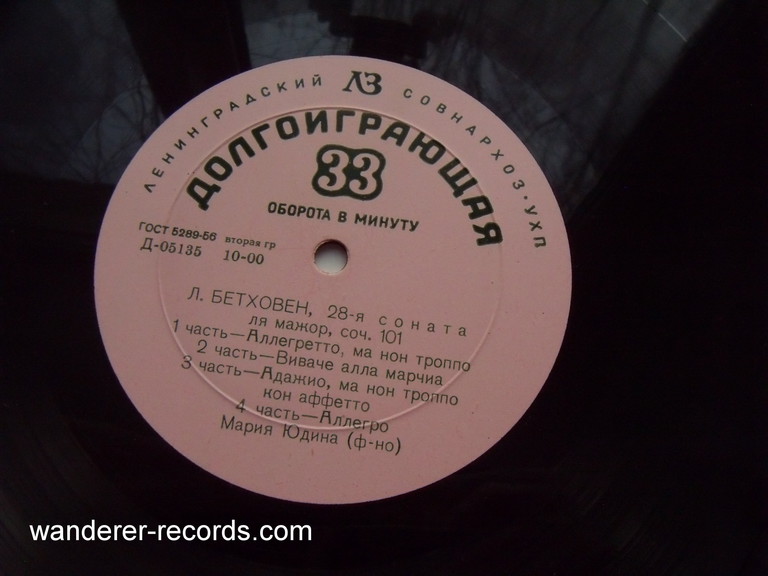 ЛЕНИНГРАДСКИЙ ЛЗ СОВНАРХОЗ·УХП
ДОЛГОИГРАЮЩАЯ
33
ОБОРОТА В МИНУТУ
ГОСТ 5289-56 вторая гр
Д-05135 10-00
Л. БЕТХОВЕН, 28-я соната
ля мажор, соч. 101
1 часть—Аллегретто, ма нон троппо
2 часть—Виваче алла марчиа
3 часть—Адажио, ма нон троппо
кон аффетто
4 часть—Аллегро
Мария Юдина (ф-но)
wanderer-records.com